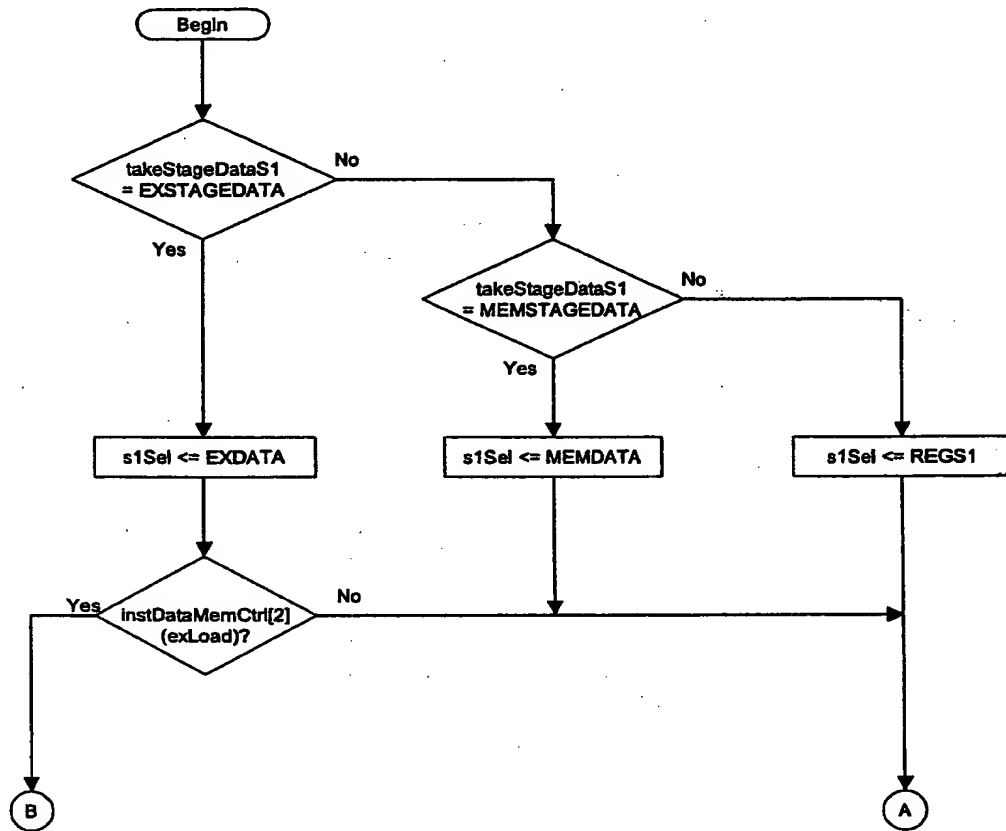 Begin
takeStageDataS1
= EXSTAGEDATA
No
Yes
takeStageDataS1
= MEMSTAGEDATA
No
Yes
s1Sel <= EXDATA
s1Sel <= MEMDATA
s1Sel <= REGS1
Yes
instDataMemCtrl[2]
(exLoad)?
No
B
A